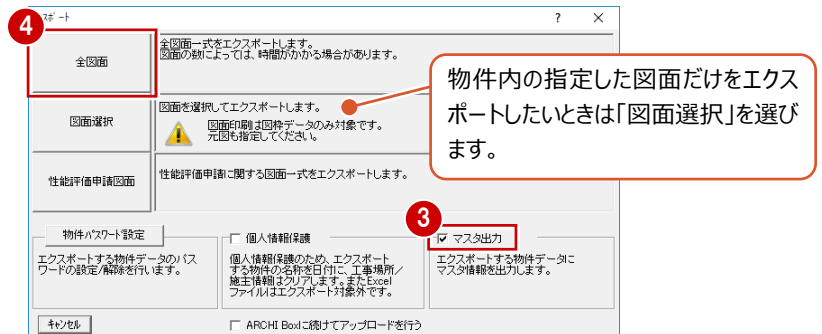 スポート
? ×
4
全図面
全図面一式をエクスポートします。
図面の数によっては、時間がかかる場合があります。
物件内の指定した図面だけをエクス
ポートしたいときは「図面選択」を選び
ます。
図面選択
図面を選択してエクスポートします。
図面印刷は図枠データのみ対象です。
元図も指定してください。
性能評価申請図面
性能評価申請に関する図面一式をエクスポートします。
3
物件パスワード設定
個人情報保護
マスタ出力
エクスポートする物件データのパス
ワードの設定/解除を行います。
個人情報保護のため、エクスポート
する物件の名称を日付に、工事場所/
施主情報はクリアします。またExcel
ファイルはエクスポート対象外です。
エクスポートする物件データに
マスタ情報を出力します。
キャンセル
ARCHI Boxに続けてアップロードを行う